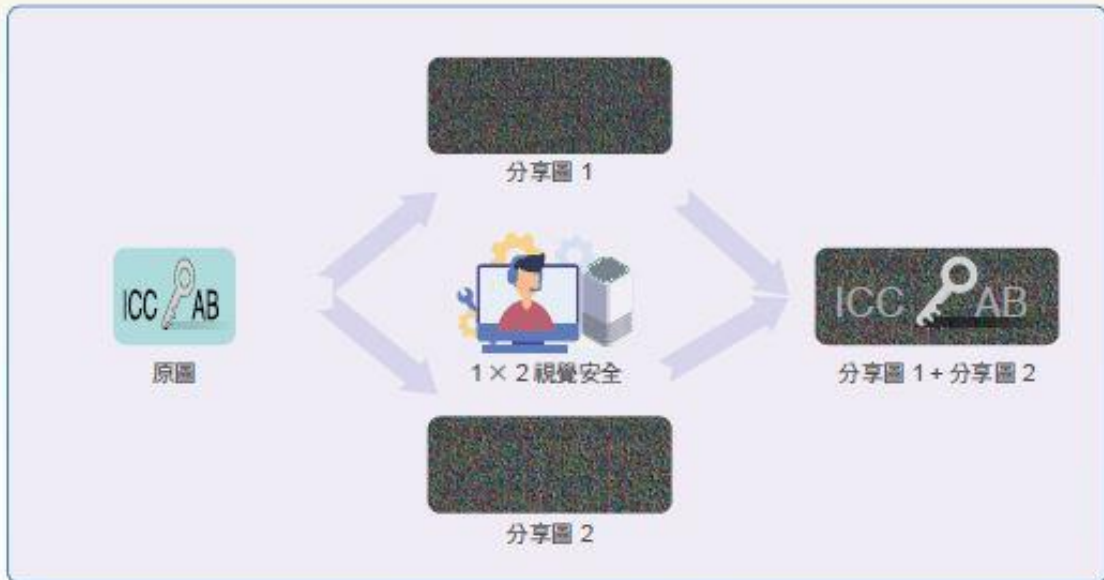 分享圖 1
ICC AB
原圖
1 × 2 視覺安全
ICC AB
分享圖 1 + 分享圖 2
分享圖 2